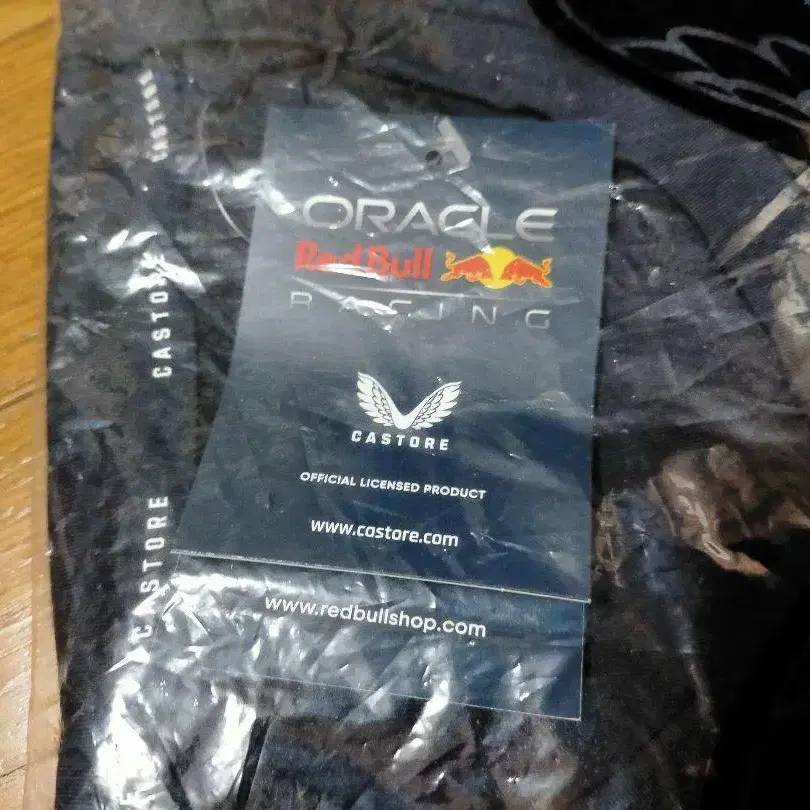 ORACLE
Red Bull
RACING
CASTORE
OFFICIAL LICENSED PRODUCT
www.castore.com
www.redbullshop.com
CASTORE
CASTORE
CASTORE